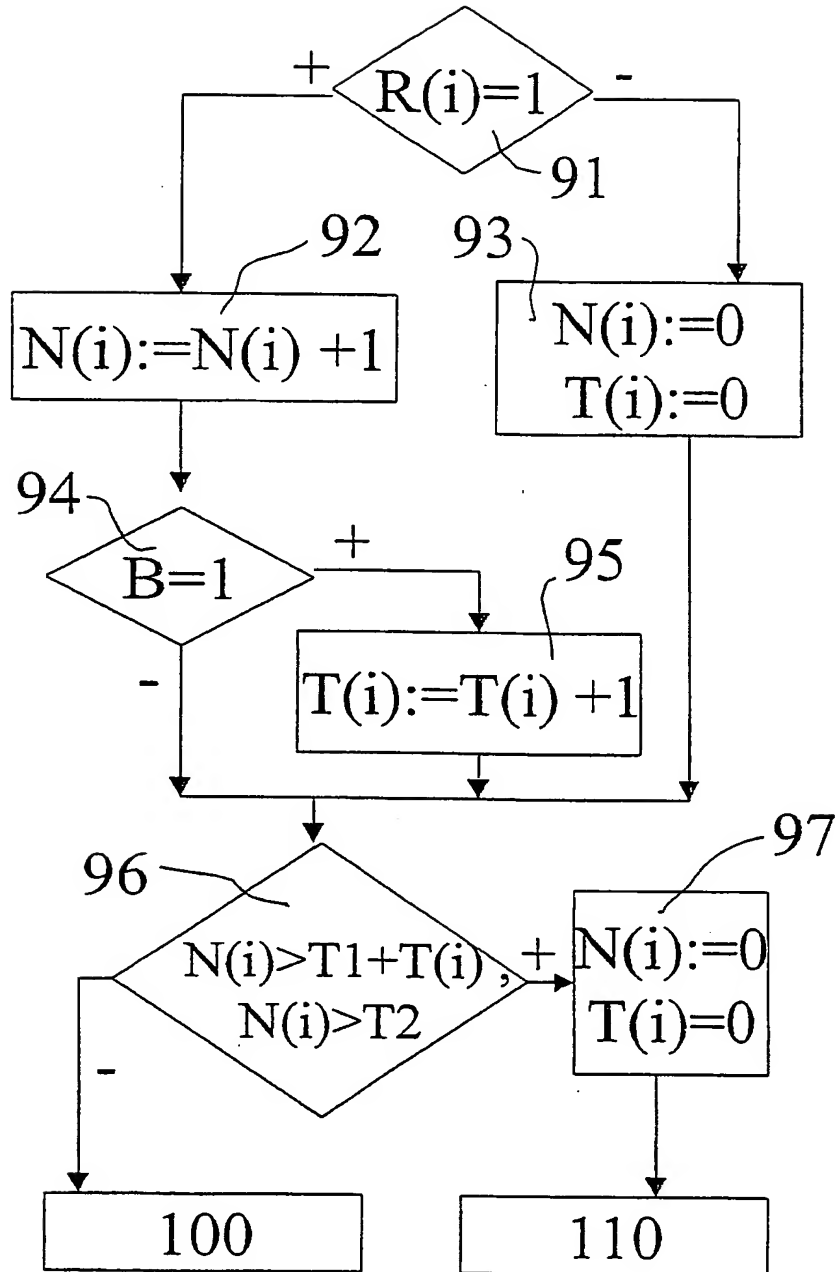 +
R(i)=1
-
91
92
93
N(i):=N(i) +1
N(i):=0
T(i):=0
94
B=1
+
95
-
T(i):=T(i) +1
96
97
N(i)>T1+T(i) ,
N(i)>T2
+
N(i):=0
T(i)=0
-
100
110